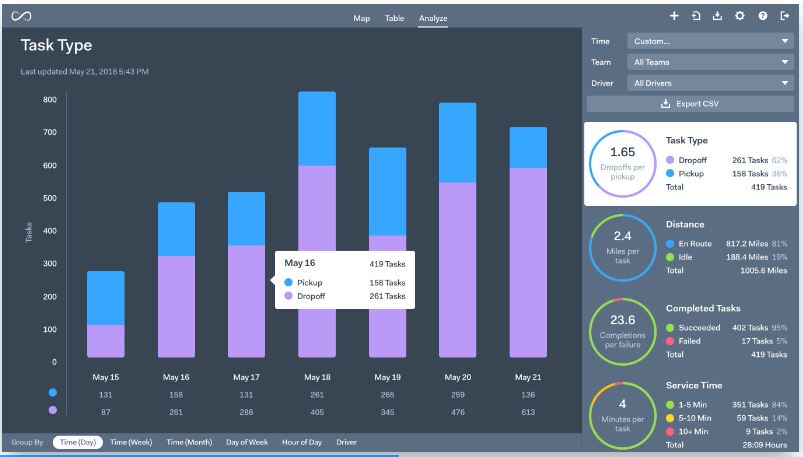 Map Table Analyze
Task Type
Last updated May 21, 2018 5:43 PM
Tasks
800
700
600
500
400
300
200
100
0
May 16 419 Tasks
Pickup 158 Tasks
Dropoff 261 Tasks
May 15 May 16 May 17 May 18 May 19 May 20 May 21
131 158 131 261 265 259 136
87 261 288 405 345 476 613
Group By Time (Day) Time (Week) Time (Month) Day of Week Hour of Day Driver
Time Custom...
Team All Teams
Driver All Drivers
Export CSV
1.65
Dropoffs per
pickup
Task Type
Dropoff 261 Tasks 62%
Pickup 158 Tasks 38%
Total 419 Tasks
2.4
Miles per
task
Distance
En Route 817.2 Miles 81%
Idle 188.4 Miles 19%
Total 1005.6 Miles
23.6
Completions
per failure
Completed Tasks
Succeeded 402 Tasks 95%
Failed 17 Tasks 5%
Total 419 Tasks
4
Minutes per
task
Service Time
1-5 Min 351 Tasks 84%
5-10 Min 59 Tasks 14%
10+ Min 9 Tasks 2%
Total 28:09 Hours